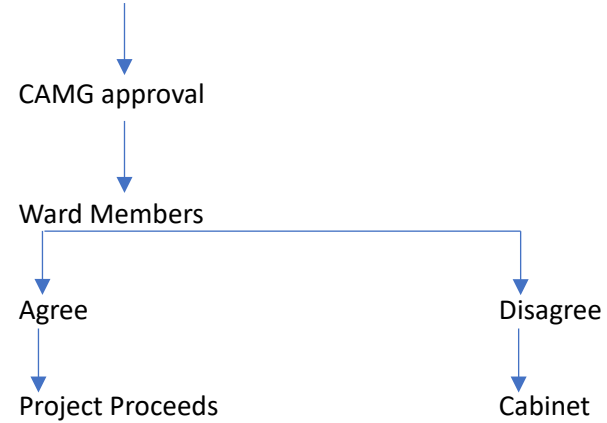 CAMG approval
Ward Members
Agree
Disagree
Project Proceeds
Cabinet